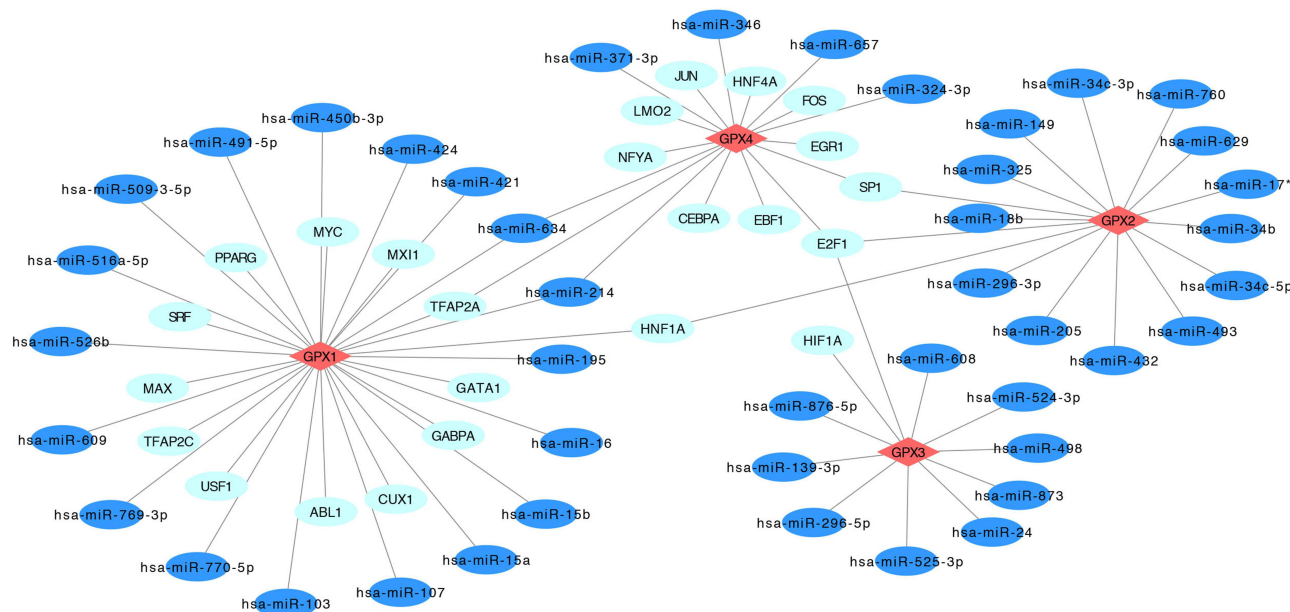 hsa-miR-346
hsa-miR-657
hsa-miR-371-3p
JUN
HNF4A
hsa-miR-34c-3p
hsa-miR-324-3p
hsa-miR-760
FOS
LMO2
hsa-miR-450b-3p
hsa-miR-149
hsa-miR-491-5p
hsa-miR-424
GPX4
hsa-miR-629
EGR1
NFYA
hsa-miR-325
hsa-miR-421
hsa-miR-509-3-5p
SP1
hsa-miR-17*
CEBPA
EBF1
hsa-miR-18b
GPX2
hsa-miR-634
hsa-miR-34b
MYC
E2F1
MXI1
PPARG
hsa-miR-516a-5p
hsa-miR-296-3p
hsa-miR-34c-5p
hsa-miR-214
TFAP2A
SRF
HNF1A
hsa-miR-205
hsa-miR-493
hsa-miR-526b
HIF1A
GPX1
hsa-miR-195
hsa-miR-608
hsa-miR-432
MAX
GATA1
hsa-miR-524-3p
hsa-miR-876-5p
hsa-miR-609
TFAP2C
GABPA
hsa-miR-16
hsa-miR-498
GPX3
hsa-miR-139-3p
USF1
CUX1
hsa-miR-873
hsa-miR-769-3p
ABL1
hsa-miR-15b
hsa-miR-296-5p
hsa-miR-24
hsa-miR-770-5p
hsa-miR-15a
hsa-miR-525-3p
hsa-miR-103
hsa-miR-107